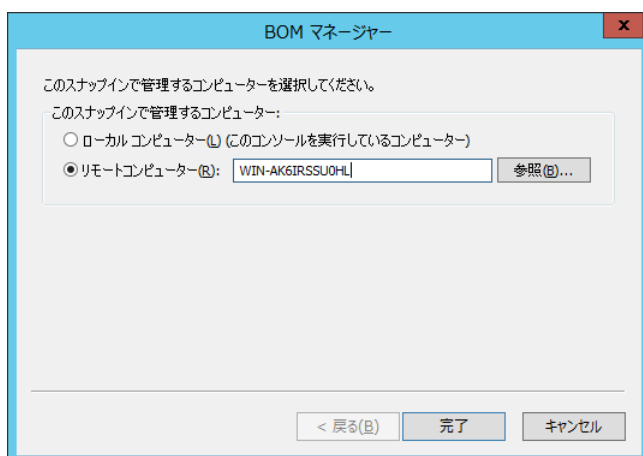 BOM マネージャー
x
このスナップインで管理するコンピューターを選択してください。
このスナップインで管理するコンピューター:
ローカル コンピューター(L) (このコンソールを実行しているコンピューター)
リモートコンピューター(R): WIN-AK6IRSSU0HL 参照(B)...
< 戻る(B) 完了 キャンセル